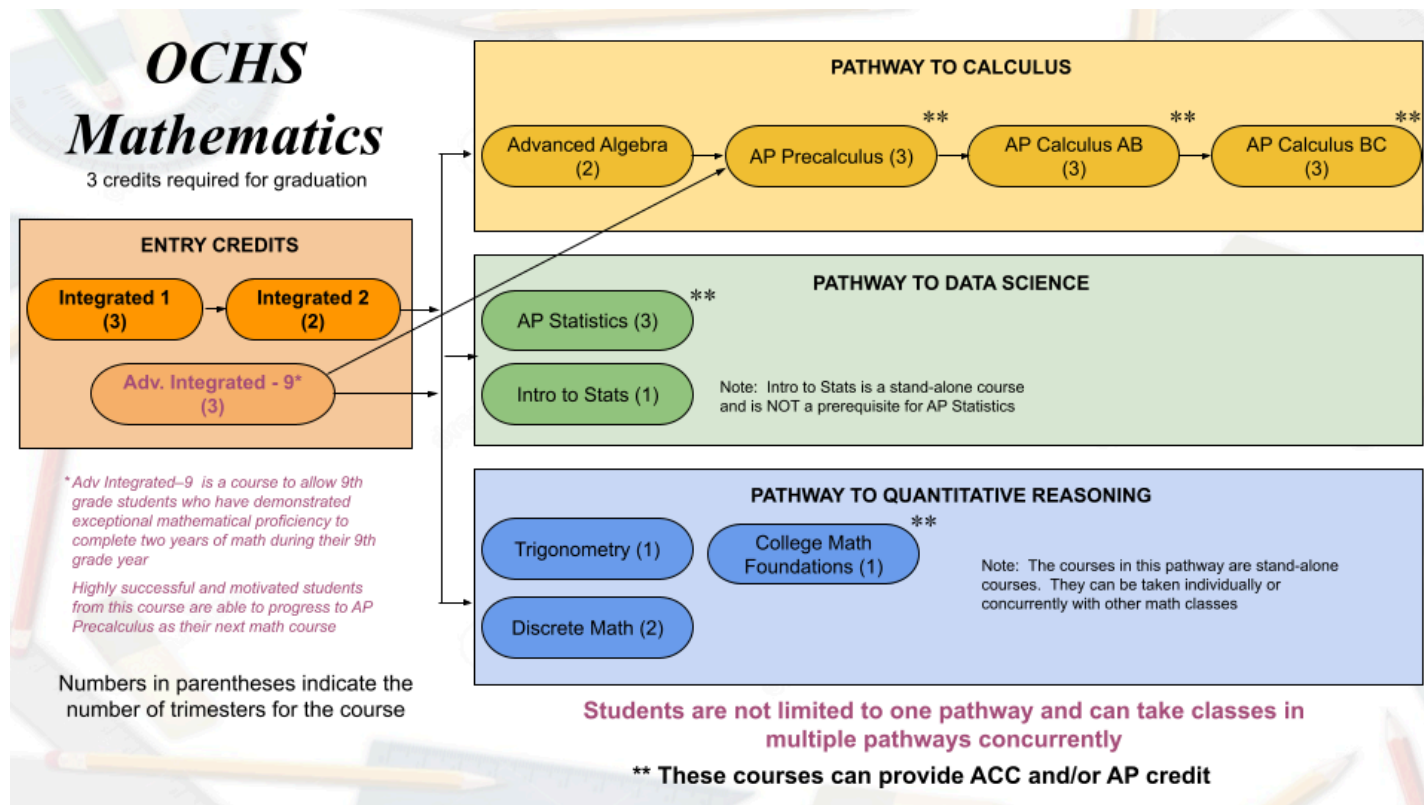 OCHS
Mathematics
3 credits required for graduation
ENTRY CREDITS
Integrated 1
(3)
Integrated 2
(2)
Adv. Integrated - 9*
(3)
* Adv Integrated–9 is a course to allow 9th
grade students who have demonstrated
exceptional mathematical proficiency to
complete two years of math during their 9th
grade year
Highly successful and motivated students
from this course are able to progress to AP
Precalculus as their next math course
Numbers in parentheses indicate the
number of trimesters for the course
PATHWAY TO CALCULUS
Advanced Algebra
(2)
**
AP Precalculus (3)
**
AP Calculus AB
(3)
**
AP Calculus BC
(3)
PATHWAY TO DATA SCIENCE
**
AP Statistics (3)
Intro to Stats (1)
Note: Intro to Stats is a stand-alone course
and is NOT a prerequisite for AP Statistics
PATHWAY TO QUANTITATIVE REASONING
Trigonometry (1)
**
College Math
Foundations (1)
Discrete Math (2)
Note: The courses in this pathway are stand-alone
courses. They can be taken individually or
concurrently with other math classes
Students are not limited to one pathway and can take classes in
multiple pathways concurrently
** These courses can provide ACC and/or AP credit